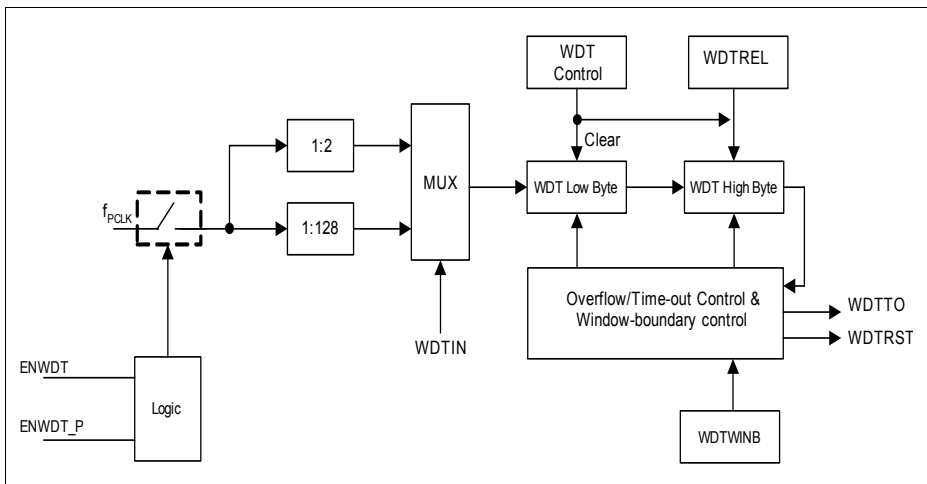 WDT
Control
WDTREL
Clear
1:2
MUX
WDT Low Byte
WDT High Byte
fPCLK
1:128
Overflow/Time-out Control &
Window-boundary control
WDTTO
WDTRST
WDTIN
ENWDT
Logic
ENWDT_P
WDTWINB